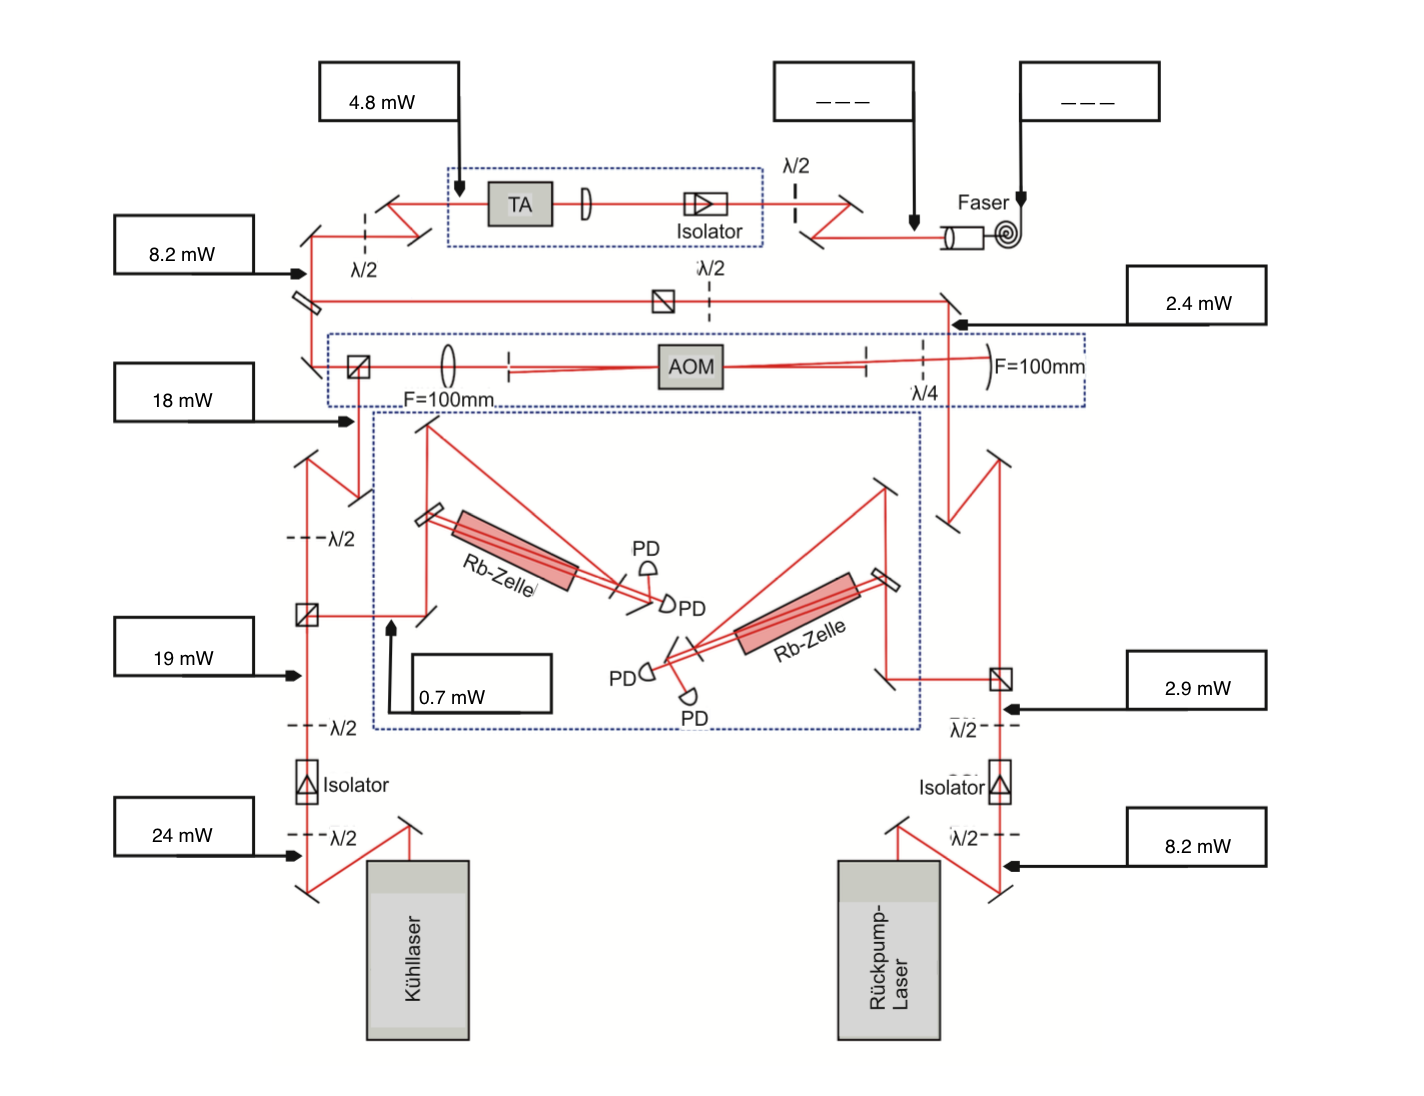 4.8 mW
_ _ _
_ _ _
λ/2
TA
Isolator
Faser
8.2 mW
λ/2
λ/2
2.4 mW
AOM
F=100mm
F=100mm
λ/4
18 mW
λ/2
Rb-Zelle
PD
PD
Rb-Zelle
PD
PD
19 mW
0.7 mW
2.9 mW
λ/2
λ/2
Isolator
Isolator
24 mW
λ/2
λ/2
8.2 mW
Kühllaser
Rückpump-
Laser